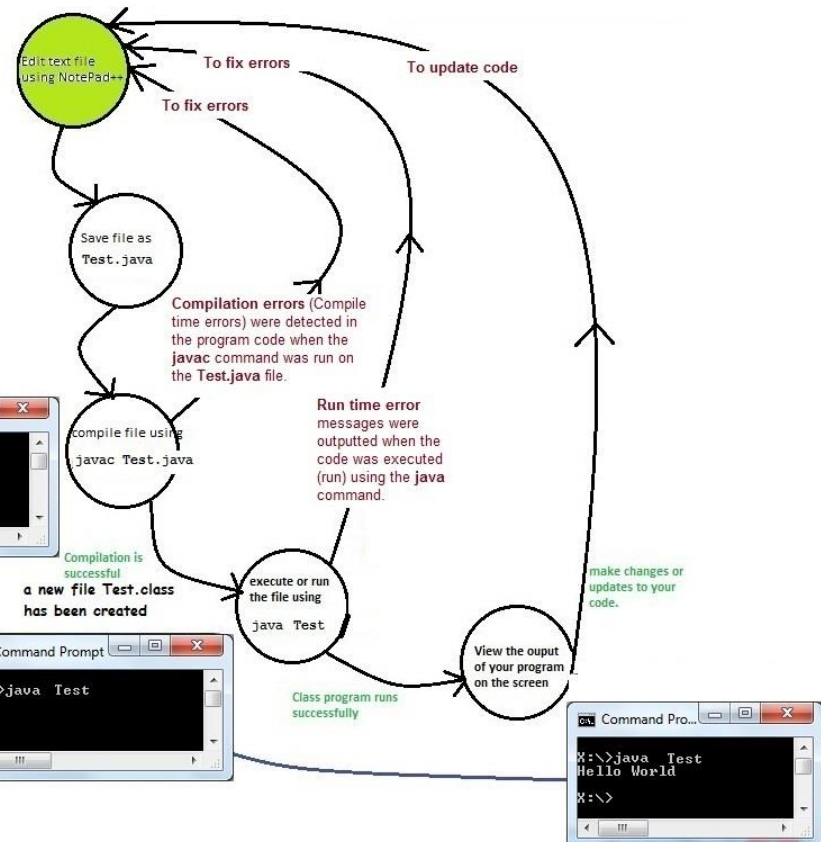 Edit text file
using NotePad++
To fix errors
To update code
To fix errors
Save file as
Test.java
Compilation errors (Compile
time errors) were detected in
the program code when the
javac command was run on
the Test.java file.
Run time error
messages were
outputted when the
code was executed
(run) using the java
command.
compile file using
javac Test.java
Compilation is
successful
a new file Test.class
has been created
execute or run
the file using
java Test
make changes or
updates to your
code.
View the ouput
of your program
on the screen
Class program runs
successfully
Command Prompt
>java Test
Command Pro...
X:\>java Test
Hello World
X:\>